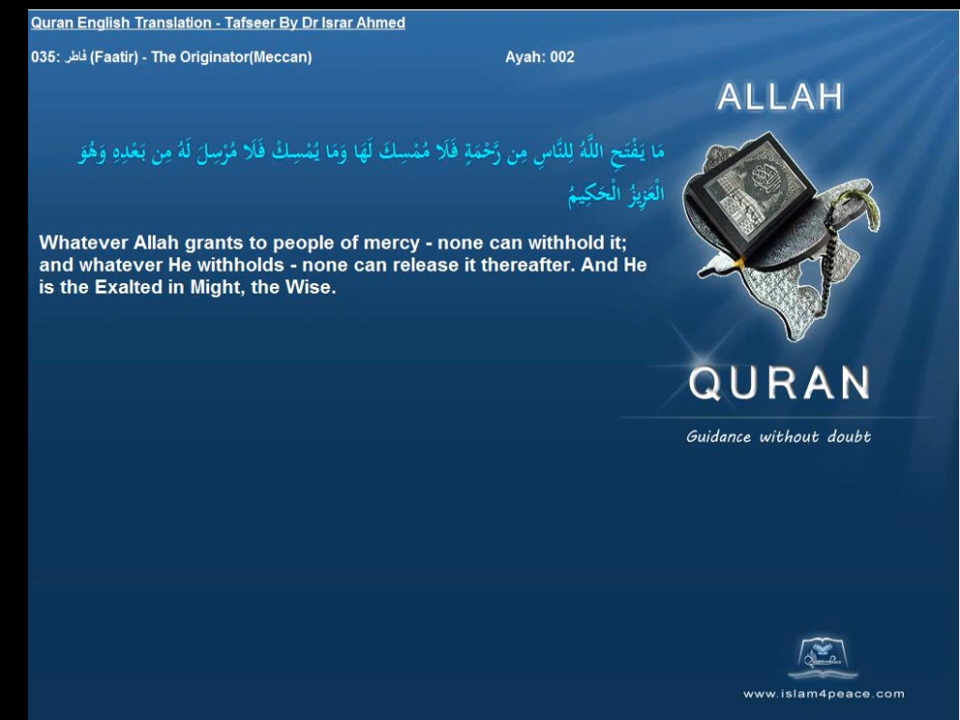 Quran English Translation - Tafseer By Dr Israr Ahmed
035: فاطر (Faatir) - The Originator(Meccan)
Ayah: 002
ALLAH
مَا يَفْتَحِ اللَّهُ لِلنَّاسِ مِن رَّحْمَةٍ فَلَا مُمْسِكَ لَهَا وَمَا يُمْسِكْ فَلَا مُرْسِلَ لَهُ مِن بَعْدِهِ وَهُوَ
الْعَزِيزُ الْحَكِيمُ
Whatever Allah grants to people of mercy - none can withhold it;
and whatever He withholds - none can release it thereafter. And He
is the Exalted in Might, the Wise.
QURAN
Guidance without doubt
www.islam4peace.com